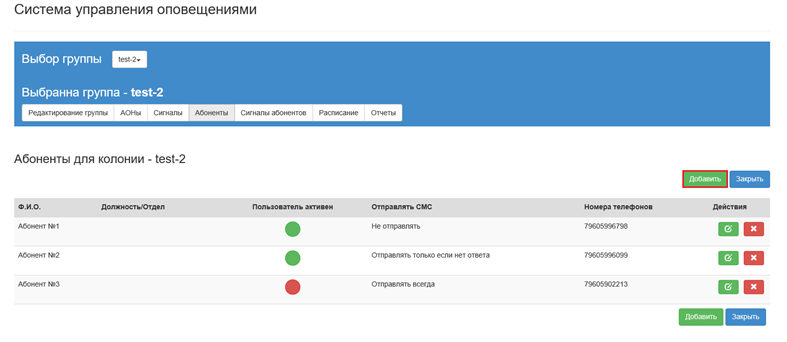 Система управления оповещениями
Выбор группы test-2
Выбранна группа - test-2
Редактирование группы АОНы Сигналы Абоненты Сигналы абонентов Расписание Отчеты
Абоненты для колонии - test-2
Добавить Закрыть
Ф.И.О. Должность/Отдел Пользователь активен Отправлять СМС Номера телефонов Действия
Абонент №1 Не отправлять 79605996798
Абонент №2 Отправлять только если нет ответа 79605996099
Абонент №3 Отправлять всегда 79605902213
Добавить Закрыть